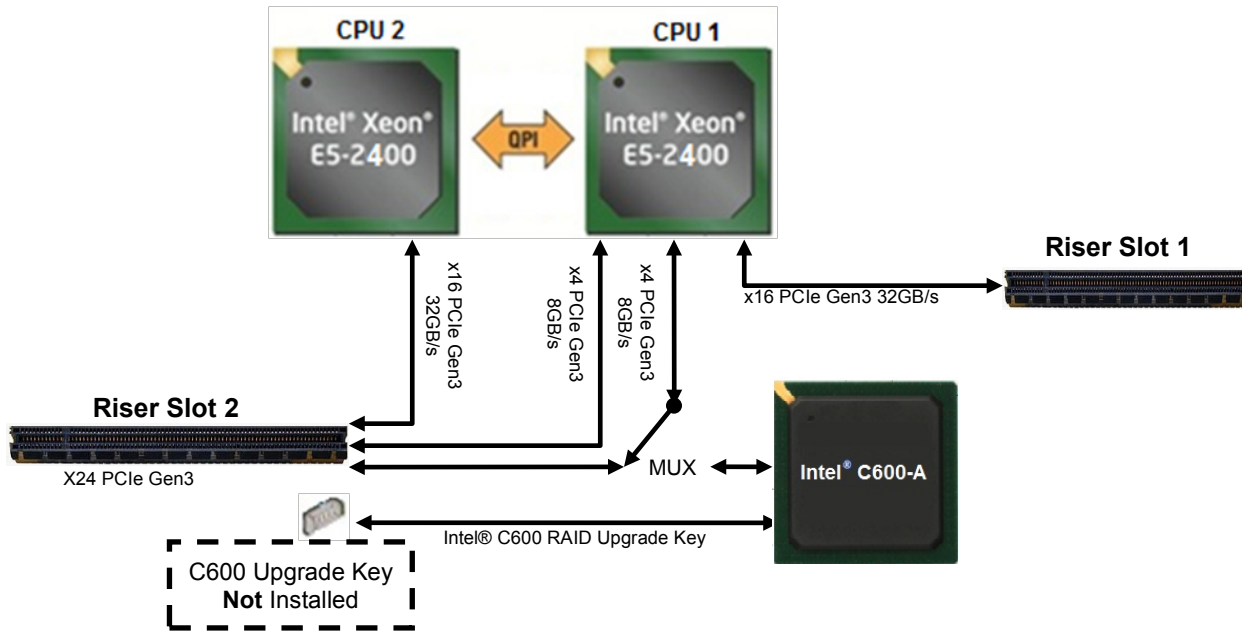 CPU 2
CPU 1
Intel® Xeon®
E5-2400
QPI
Intel® Xeon®
E5-2400
x16 PCIe Gen3
32GB/s
x4 PCIe Gen3
8GB/s
x4 PCIe Gen3
8GB/s
Riser Slot 1
x16 PCIe Gen3 32GB/s
Riser Slot 2
X24 PCIe Gen3
MUX
Intel® C600-A
Intel® C600 RAID Upgrade Key
C600 Upgrade Key
Not Installed